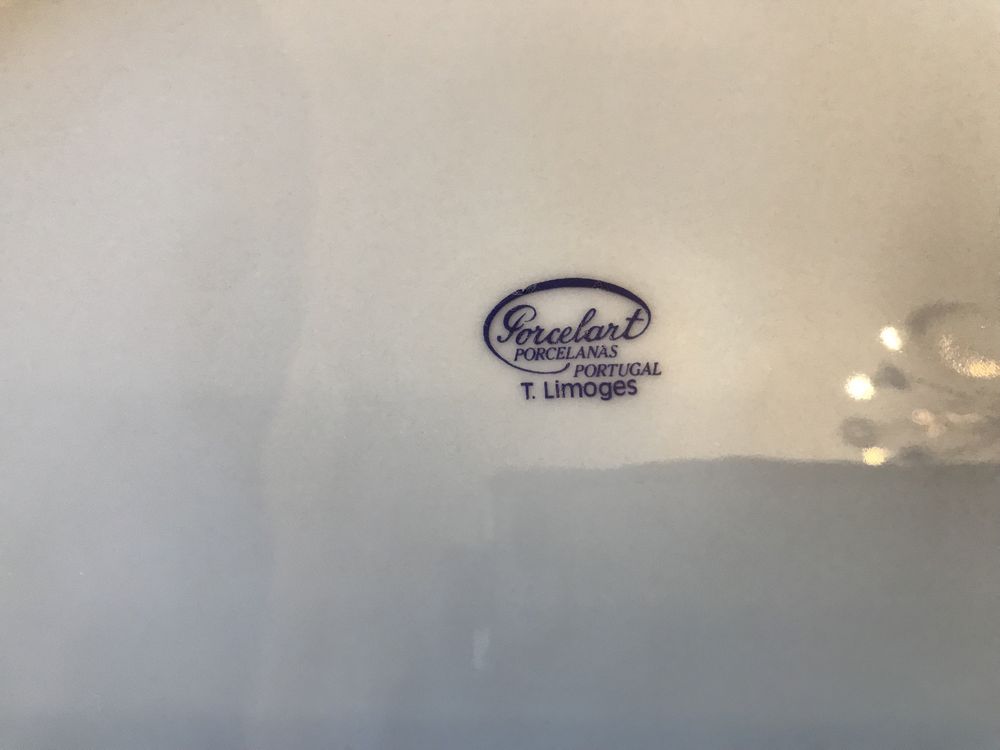 Porcelart
PORCELANAS
PORTUGAL
T. Limoges